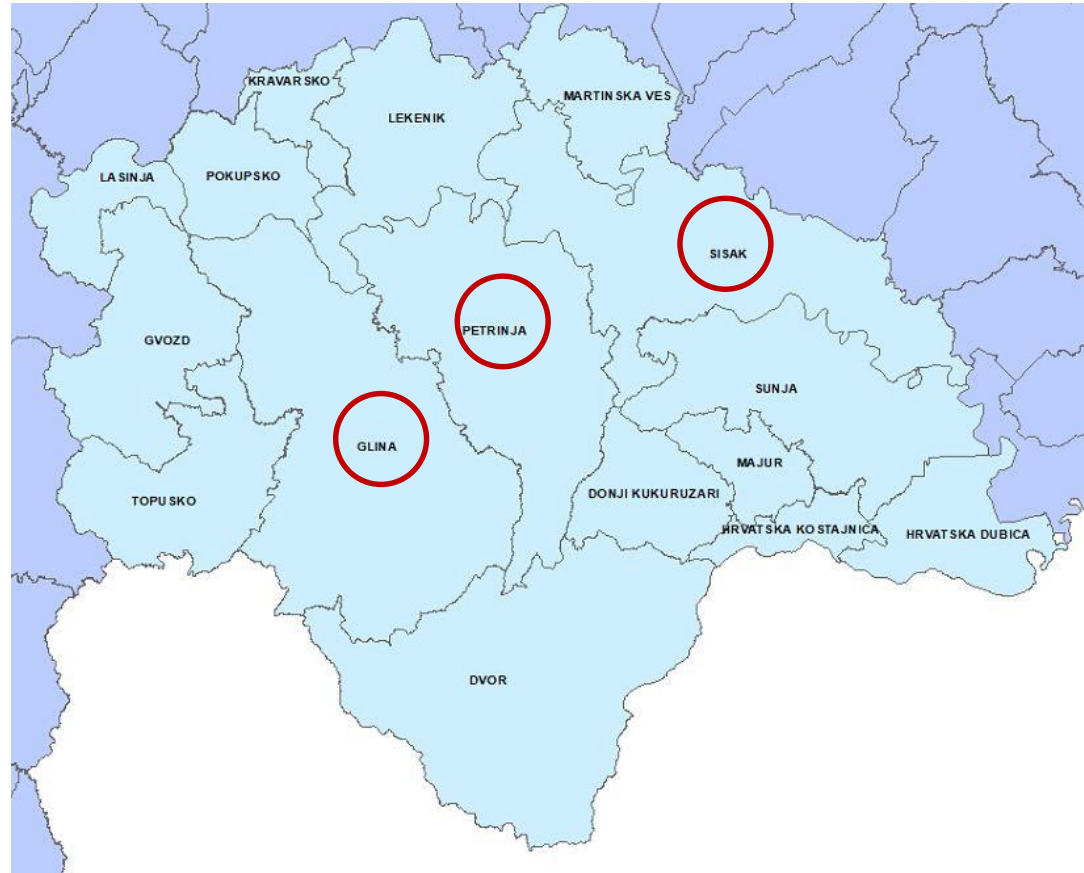 KRAVARSKO
MARTINSKA VES
LEKENIK
LASINJA
POKUPSKO
SISAK
PETRINJA
GVOZD
SUNJA
GLINA
MAJUR
TOPUSKO
DONJI KUKURUZARI
HRVATSKA KOSTAJNICA
HRVATSKA DUBICA
DVOR